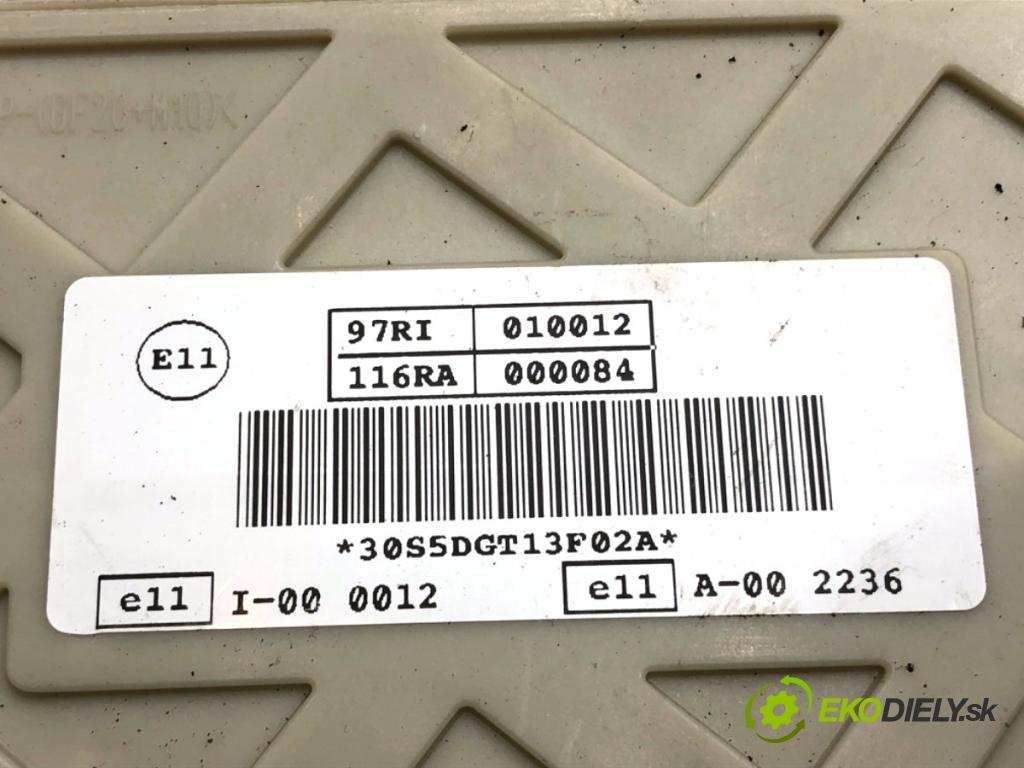 E11
97RI 010012
116RA 000084
*30S5DGT13F02A*
e11 I-00 0012 e11 A-00 2236
EKODIELY.sk